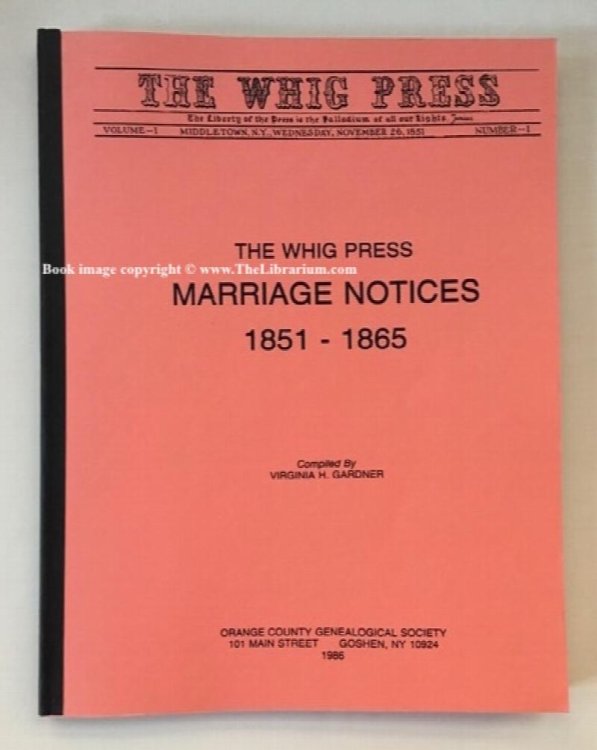 THE WHIG PRESS
The Liberty of the Press is the Palladium of all our Rights. Junius
VOLUME-1 MIDDLETOWN, N.Y., WEDNESDAY, NOVEMBER 26, 1851 NUMBER-1
THE WHIG PRESS
Book image copyright © www.TheLibrarium.com
MARRIAGE NOTICES
1851 - 1865
Compiled By
VIRGINIA H. GARDNER
ORANGE COUNTY GENEALOGICAL SOCIETY
101 MAIN STREET GOSHEN, NY 10924
1986